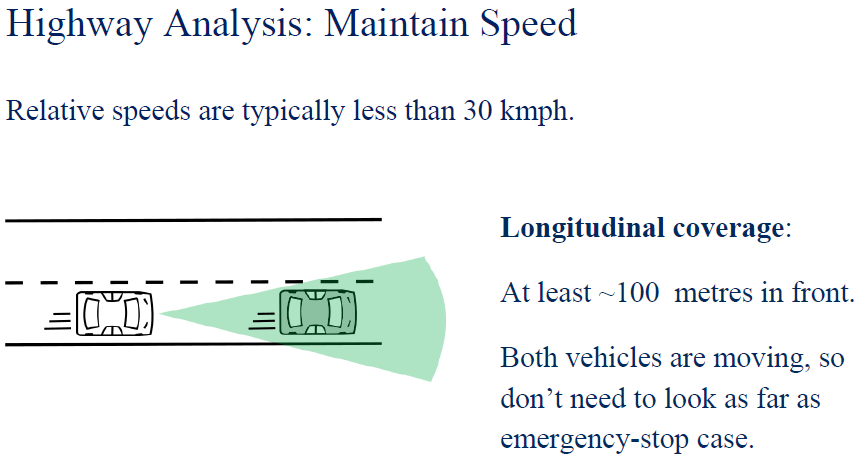 Highway Analysis: Maintain Speed
Relative speeds are typically less than 30 kmph.
Longitudinal coverage:
At least ~100 metres in front.
Both vehicles are moving, so
don’t need to look as far as
emergency-stop case.